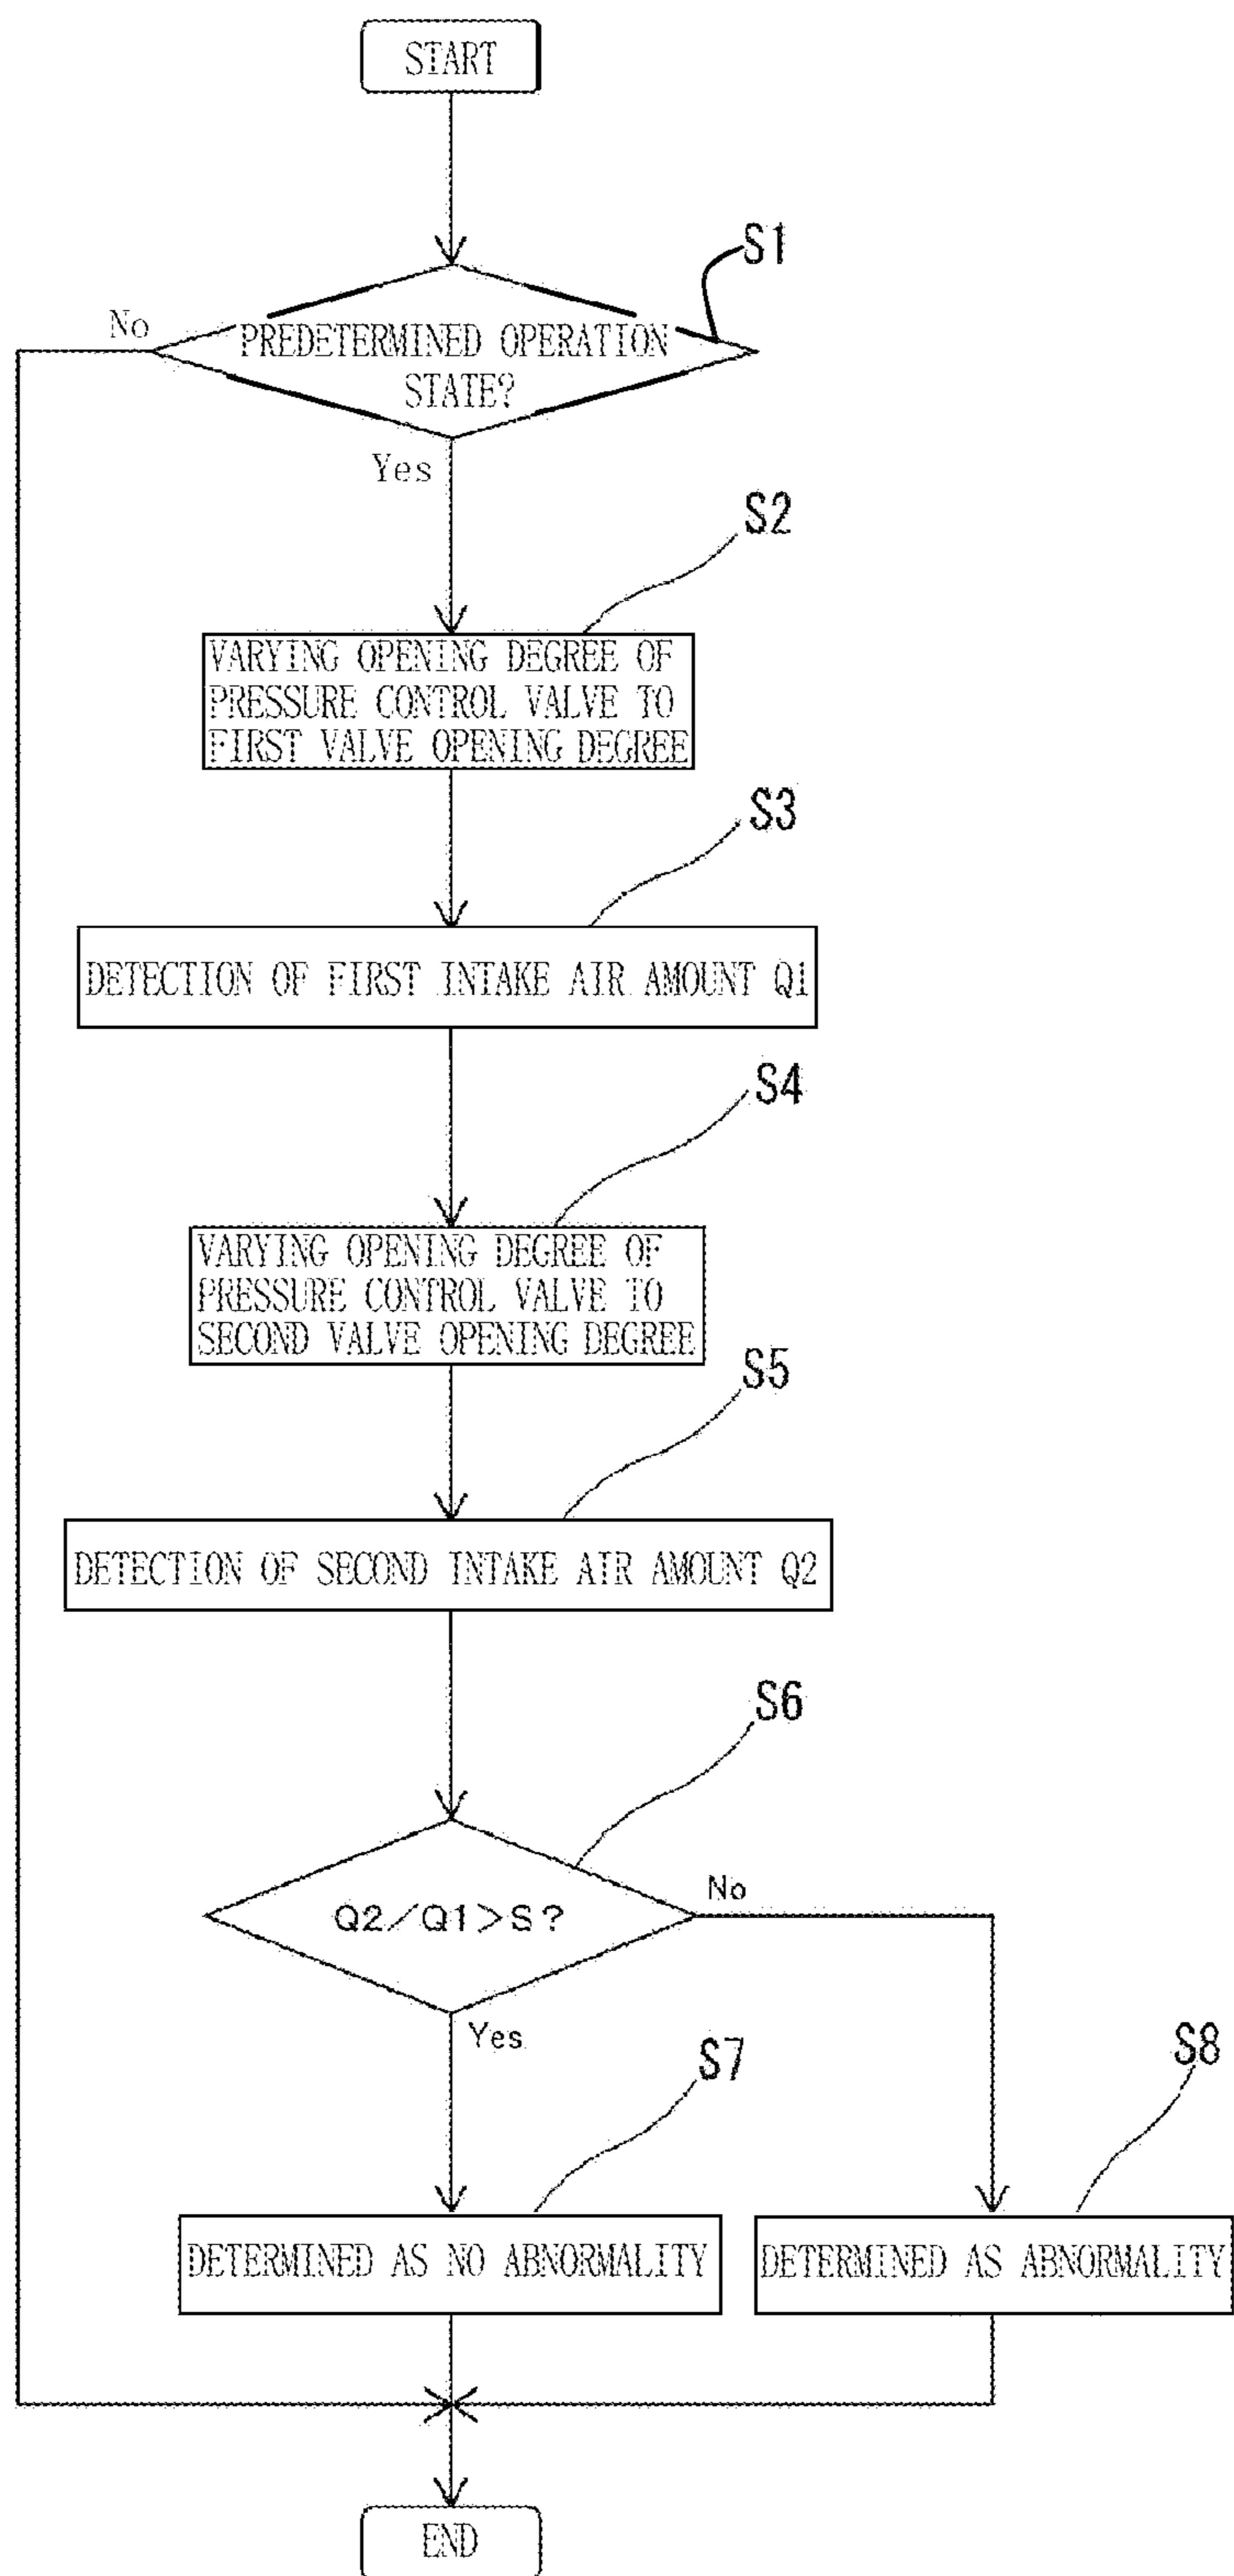 START
S1
No
PREDETERMINED OPERATION
STATE?
Yes
S2
VARYING OPENING DEGREE OF
PRESSURE CONTROL VALVE TO
FIRST VALVE OPENING DEGREE
S3
DETECTION OF FIRST INTAKE AIR AMOUNT Q1
S4
VARYING OPENING DEGREE OF
PRESSURE CONTROL VALVE TO
SECOND VALVE OPENING DEGREE
S5
DETECTION OF SECOND INTAKE AIR AMOUNT Q2
S6
Q2/Q1>S?
No
Yes
S7
S8
DETERMINED AS NO ABNORMALITY
DETERMINED AS ABNORMALITY
END